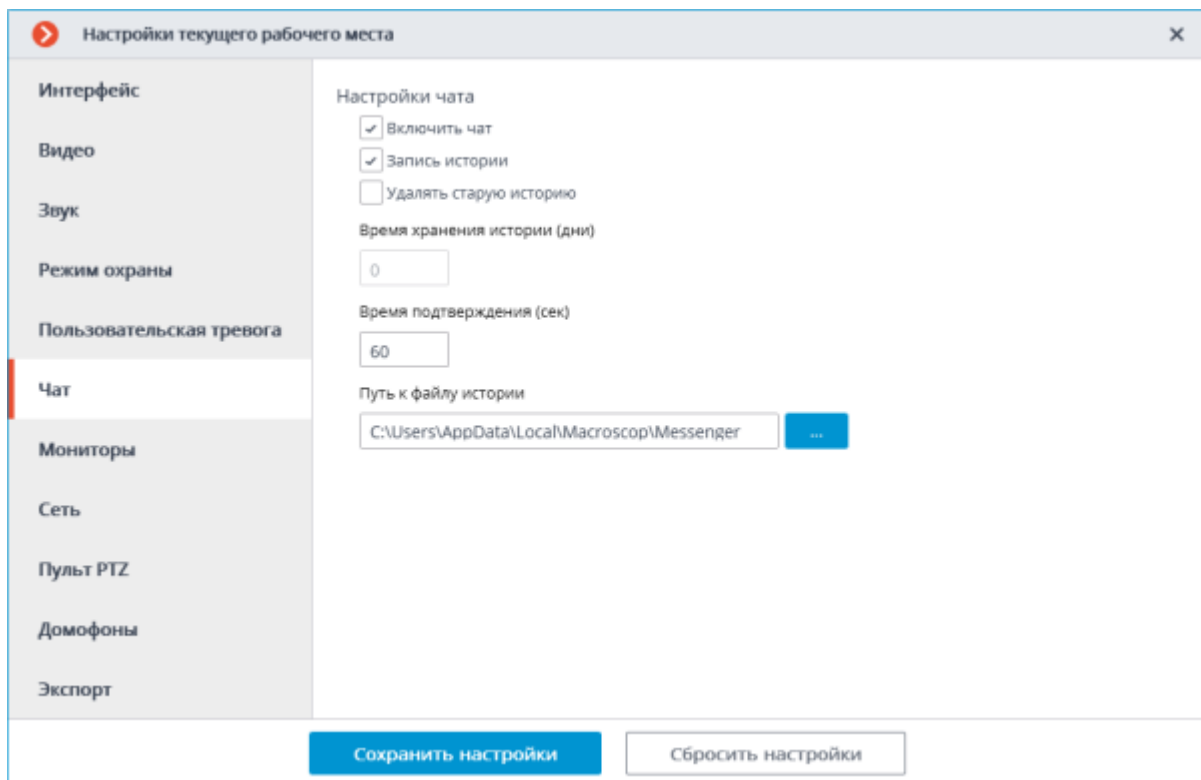 Настройки текущего рабочего места
Интерфейс
Видео
Звук
Режим охраны
Пользовательская тревога
Чат
Мониторы
Сеть
Пульт PTZ
Домофоны
Экспорт
Настройки чата
Включить чат
Запись истории
Удалять старую историю
Время хранения истории (дни)
0
Время подтверждения (сек)
60
Путь к файлу истории
C:\Users\AppData\Local\Macroscop\Messenger
...
Сохранить настройки
Сбросить настройки